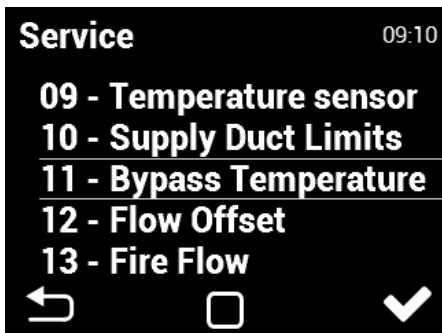 Service 09:10
09 - Temperature sensor
10 - Supply Duct Limits
11 - Bypass Temperature
12 - Flow Offset
13 - Fire Flow